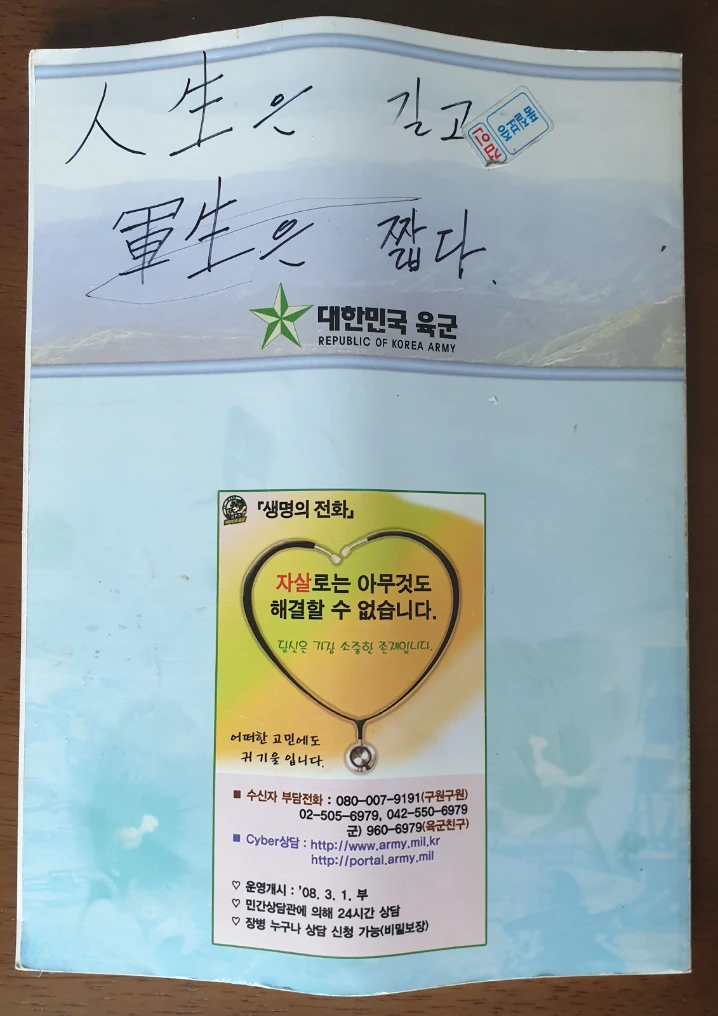 人生은 길고
품질보증
검인
軍生은 짧다.
대한민국 육군
REPUBLIC OF KOREA ARMY
「생명의 전화」
자살로는 아무것도
해결할 수 없습니다.
당신은 가장 소중한 존재입니다.
어떠한 고민에도
귀 기울입니다.
■ 수신자 부담전화 : 080-007-9191(구원구원)
02-505-6979, 042-550-6979
군) 960-6979(육군친구)
■ Cyber상담 : http://www.army.mil.kr
http://portal.army.mil
♡ 운영개시 : '08. 3. 1. 부
♡ 민간상담관에 의해 24시간 상담
♡ 장병 누구나 상담 신청 가능(비밀보장)